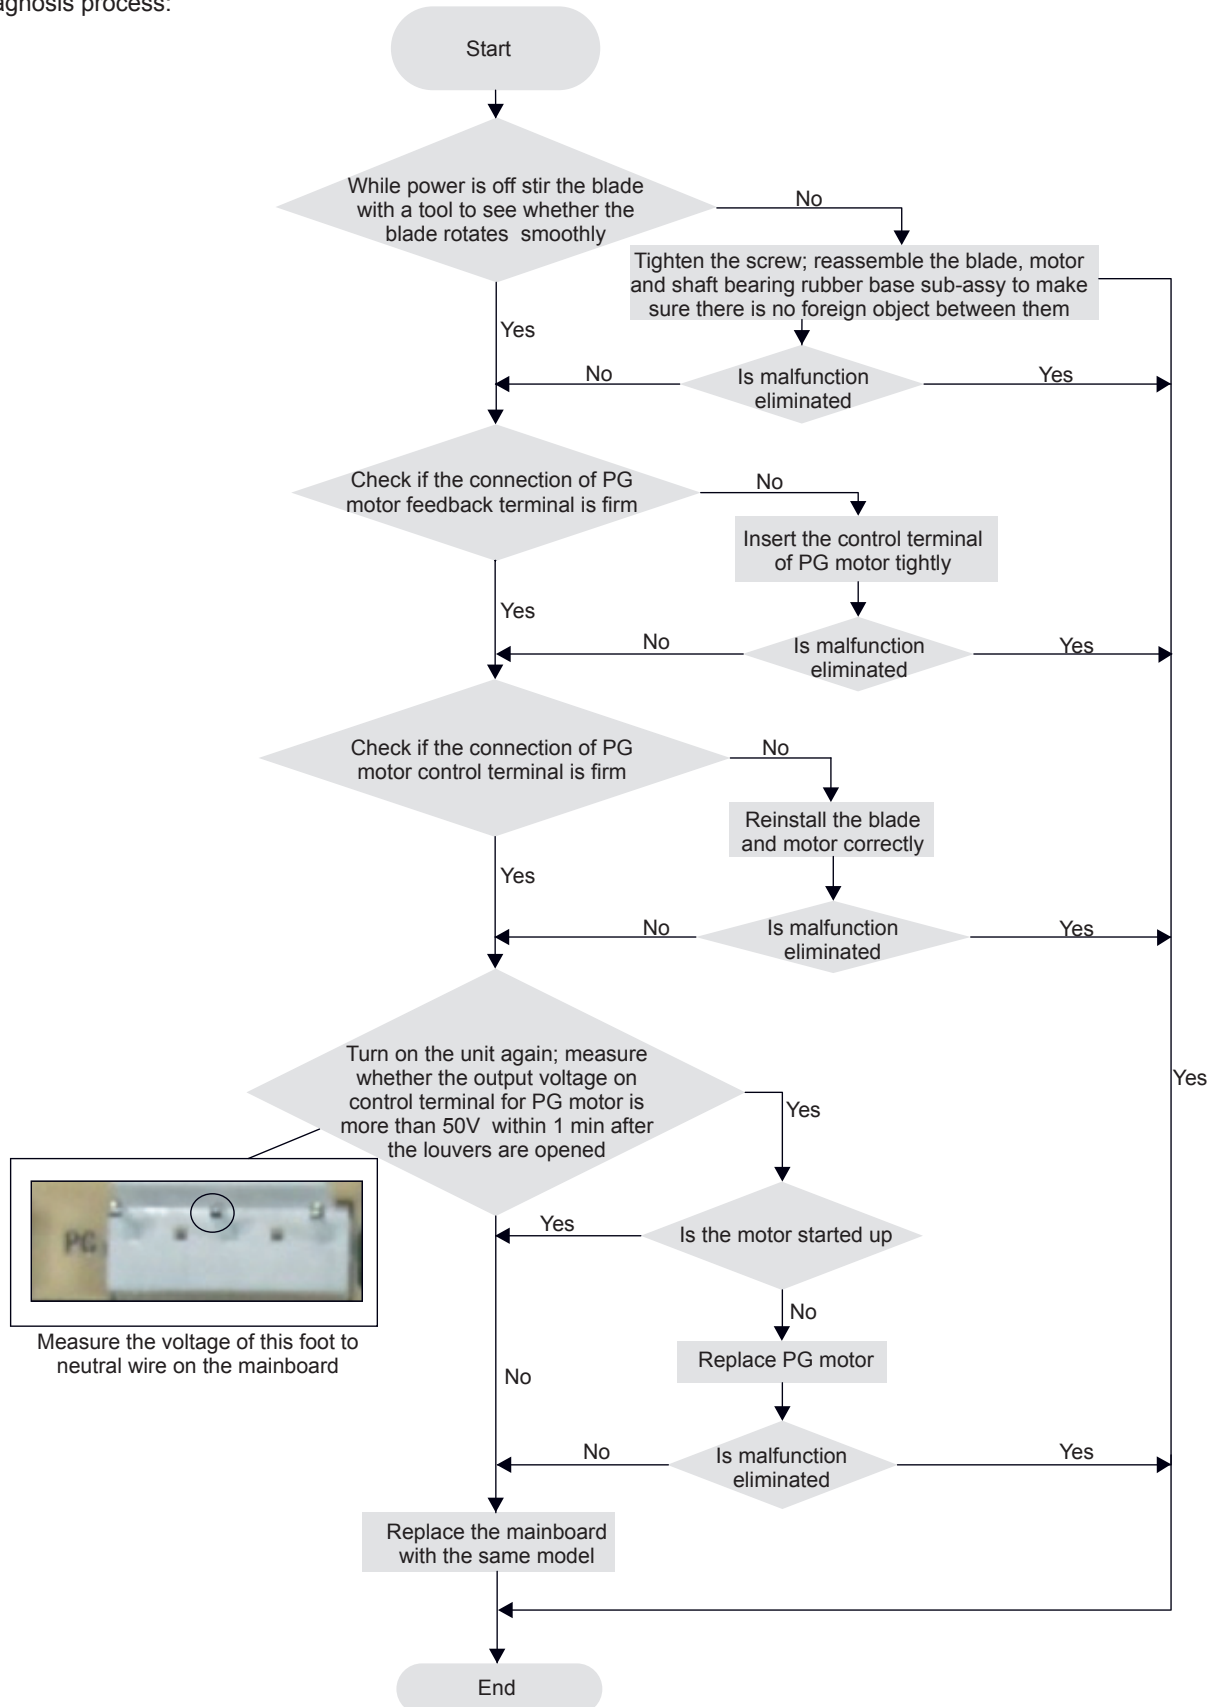 agnosis process:
Start
While power is off stir the blade
with a tool to see whether the
blade rotates smoothly
No
Tighten the screw; reassemble the blade, motor
and shaft bearing rubber base sub-assy to make
sure there is no foreign object between them
Yes
No
Is malfunction
eliminated
Yes
Check if the connection of PG
motor feedback terminal is firm
No
Insert the control terminal
of PG motor tightly
Yes
No
Is malfunction
eliminated
Yes
Check if the connection of PG
motor control terminal is firm
No
Reinstall the blade
and motor correctly
Yes
No
Is malfunction
eliminated
Yes
Turn on the unit again; measure
whether the output voltage on
control terminal for PG motor is
more than 50V within 1 min after
the louvers are opened
Yes
Yes
Yes
Is the motor started up
PG
Measure the voltage of this foot to
neutral wire on the mainboard
No
Replace PG motor
No
No
Is malfunction
eliminated
Yes
Replace the mainboard
with the same model
End